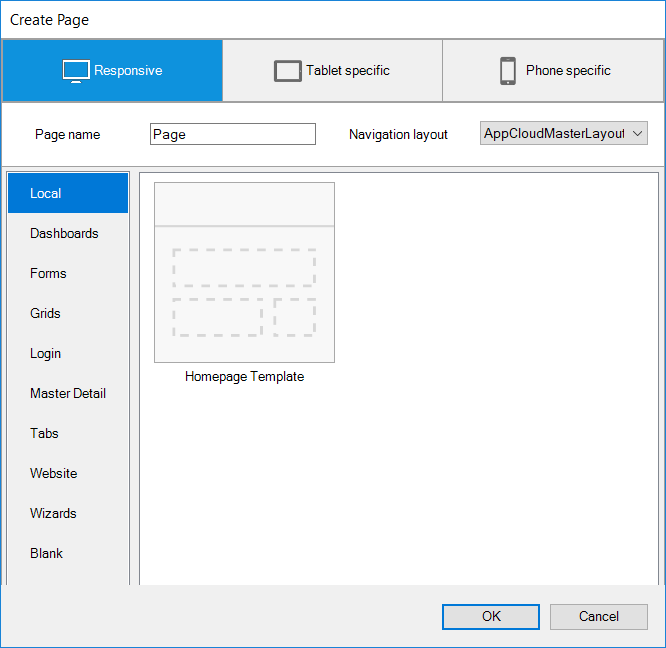 Create Page
Responsive
Tablet specific
Phone specific
Page name
Page
Navigation layout
AppCloudMasterLayout
Local
Dashboards
Forms
Grids
Login
Master Detail
Tabs
Website
Wizards
Blank
Homepage Template
OK
Cancel